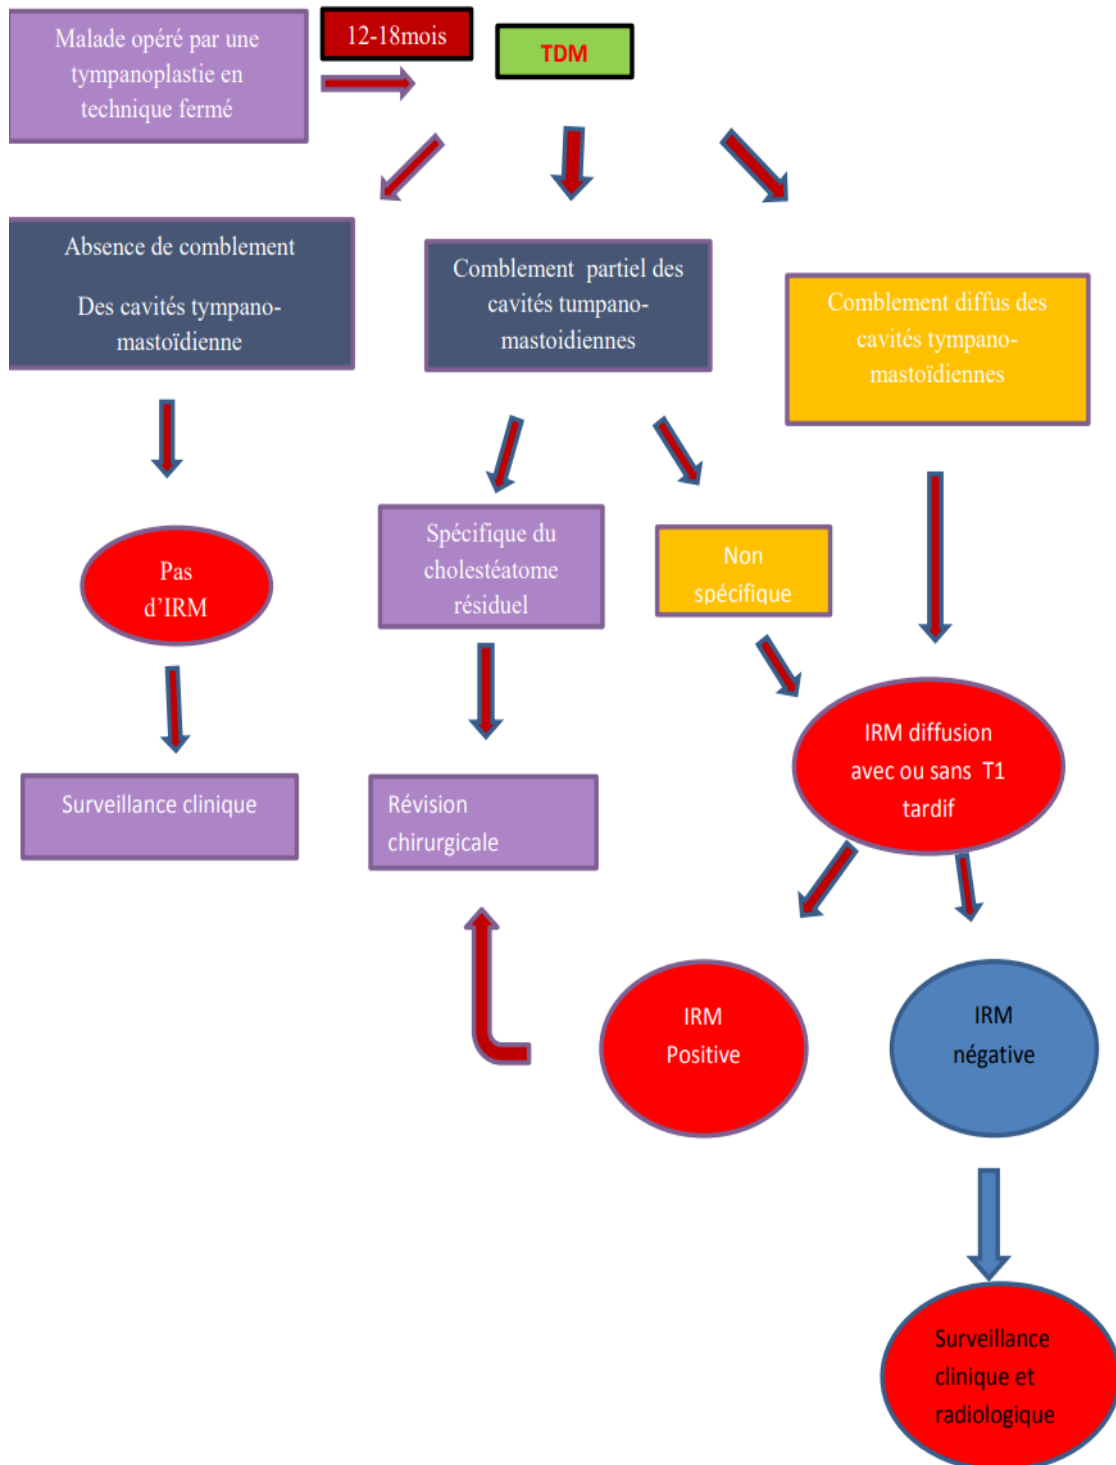 Malade opéré par une
tympanoplastie en
technique fermé
12-18mois
TDM
Absence de comblement
Des cavités tympano-
mastoïdienne
Comblement partiel des
cavités tumpano-
mastoidiennes
Comblement diffus des
cavités tympano-
mastoïdiennes
Pas
d’IRM
Spécifique du
cholestéatome
résiduel
Non
spécifique
IRM diffusion
avec ou sans T1
tardif
Surveillance clinique
Révision
chirurgicale
IRM
Positive
IRM
négative
Surveillance
clinique et
radiologique